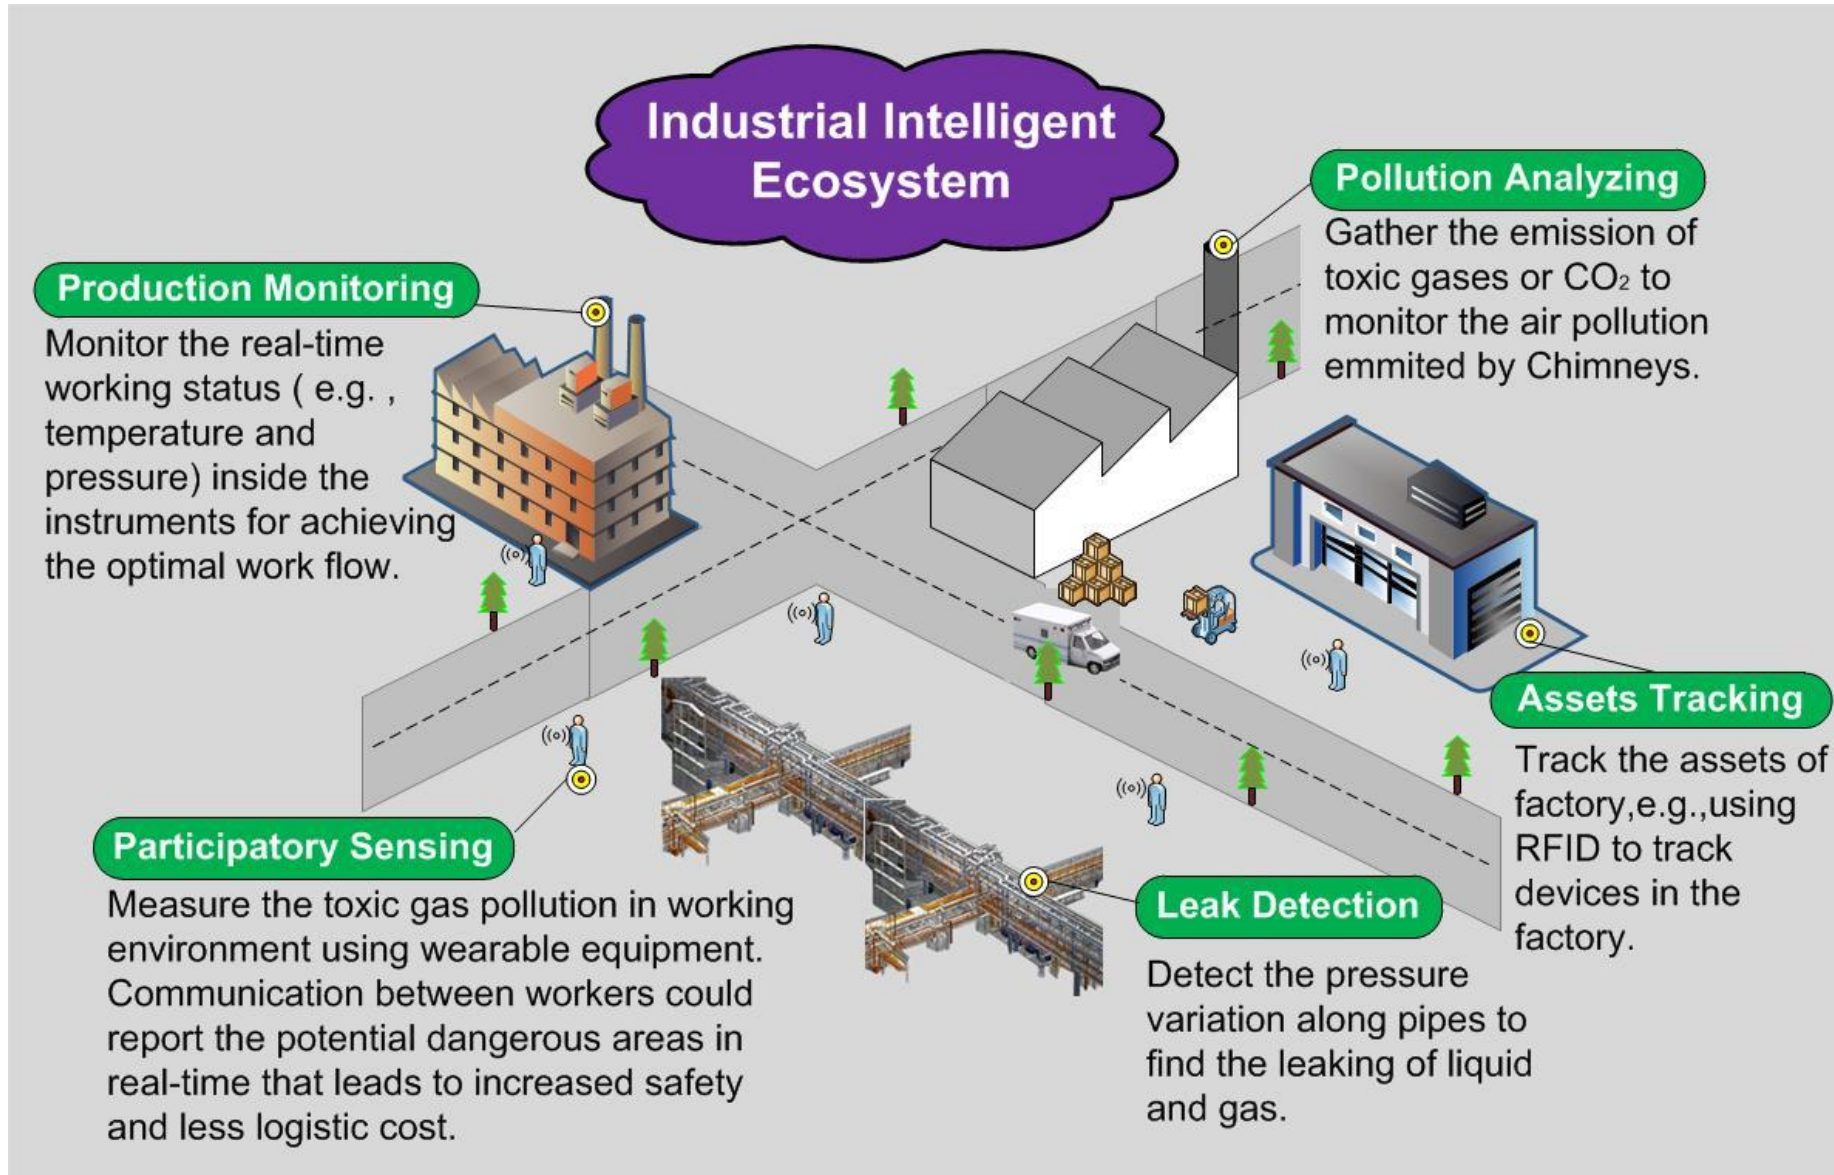 Industrial Intelligent
Ecosystem
Pollution Analyzing
Gather the emission of
toxic gases or CO₂ to
monitor the air pollution
emmited by Chimneys.
Production Monitoring
Monitor the real-time
working status ( e.g. ,
temperature and
pressure) inside the
instruments for achieving
the optimal work flow.
Assets Tracking
Track the assets of
factory,e.g.,using
RFID to track
devices in the
factory.
Participatory Sensing
Measure the toxic gas pollution in working
environment using wearable equipment.
Communication between workers could
report the potential dangerous areas in
real-time that leads to increased safety
and less logistic cost.
Leak Detection
Detect the pressure
variation along pipes to
find the leaking of liquid
and gas.